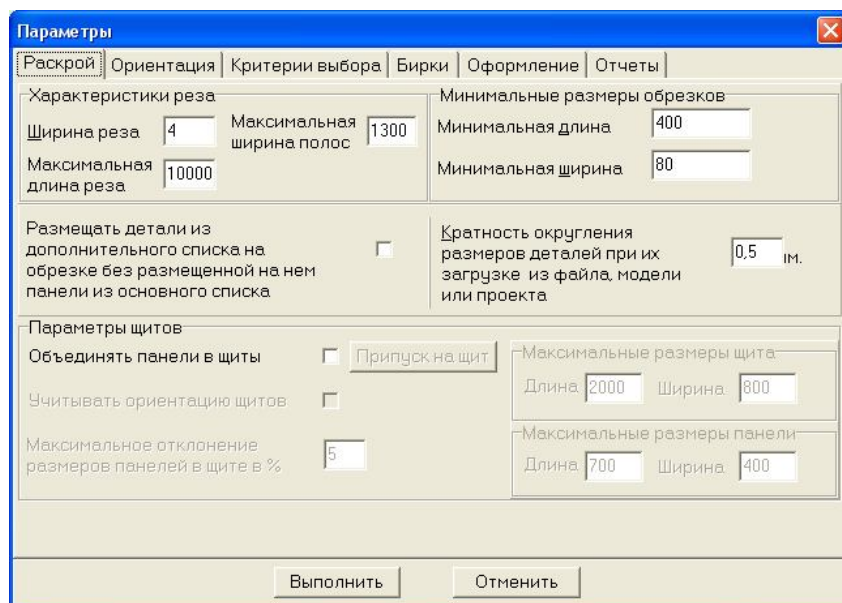 Параметры
Раскрой Ориентация Критерии выбора Бирки Оформление Отчеты
Характеристики реза
Ширина реза 4
Максимальная
ширина полос 1300
Максимальная
длина реза 10000
Минимальные размеры обрезков
Минимальная длина 400
Минимальная ширина 80
Размещать детали из
дополнительного списка на
обрезке без размещенной на нем
панели из основного списка
Кратность округления
размеров деталей при их
загрузке из файла, модели
или проекта
0,5 м.
Параметры щитов
Объединять панели в щиты Припуск на щит
Учитывать ориентацию щитов
Максимальное отклонение
размеров панелей в щите в % 5
Максимальные размеры щита
Длина 2000 Ширина 800
Максимальные размеры панели
Длина 700 Ширина 400
Выполнить Отменить